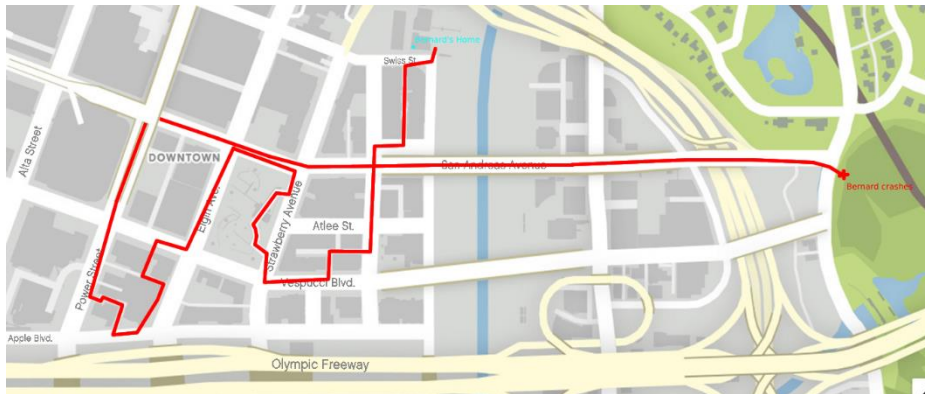 Bernard's Home
Swiss St.
Alta Street
DOWNTOWN
San Andreas Avenue
Bernard crashes
Elgin Ave.
Strawberry Avenue
Atlee St.
Power Street
Vespucci Blvd.
Apple Blvd.
Olympic Freeway